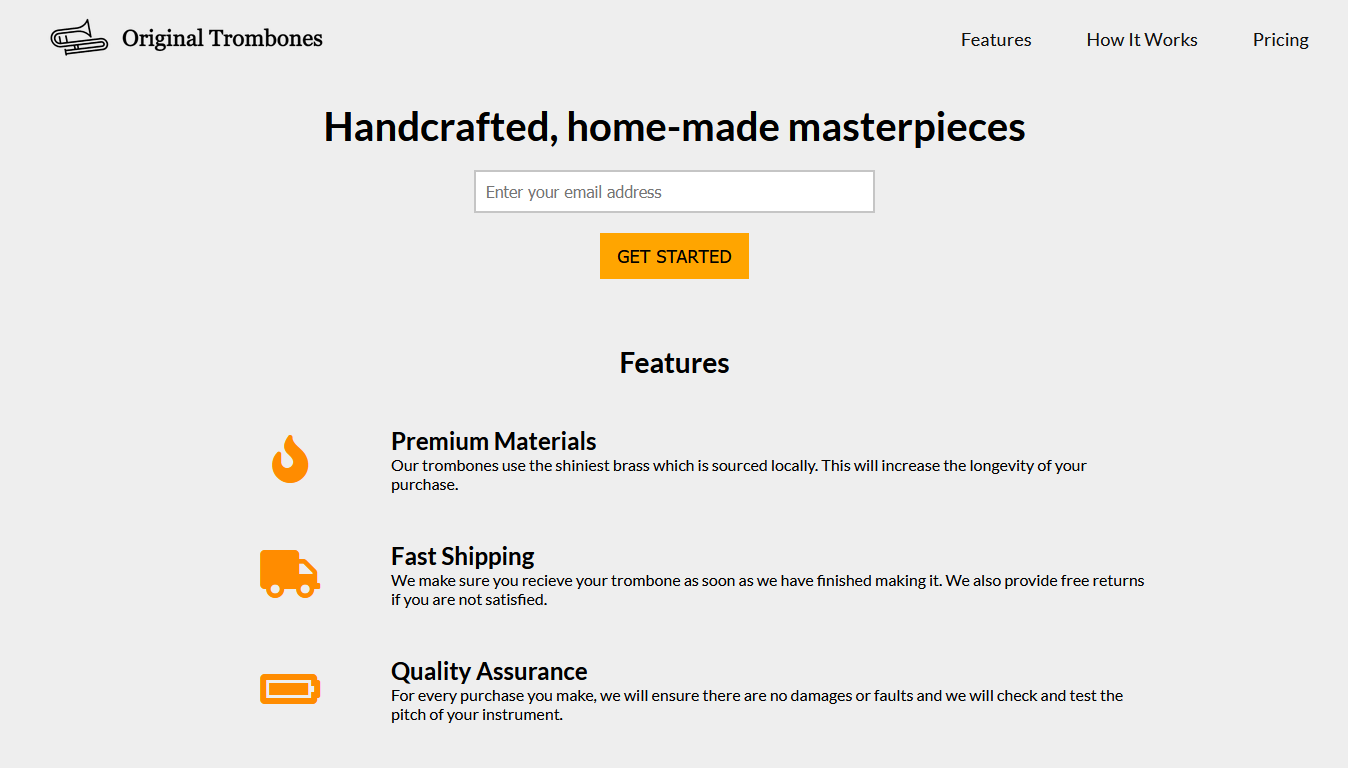 Original Trombones
Features
How It Works
Pricing
Handcrafted, home-made masterpieces
Enter your email address
GET STARTED
Features
Premium Materials
Our trombones use the shiniest brass which is sourced locally. This will increase the longevity of your
purchase.
Fast Shipping
We make sure you recieve your trombone as soon as we have finished making it. We also provide free returns
if you are not satisfied.
Quality Assurance
For every purchase you make, we will ensure there are no damages or faults and we will check and test the
pitch of your instrument.